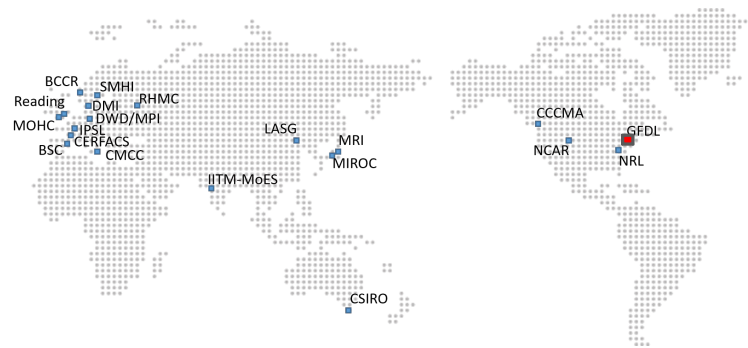 BCCR
SMHI
Reading
DMI
RHMC
MOHC
DWD/MPI
IPSL
CERFACS
BSC
CMCC
LASG
MRI
MIROC
IITM-MoES
CSIRO
CCCMA
GFDL
NCAR
NRL